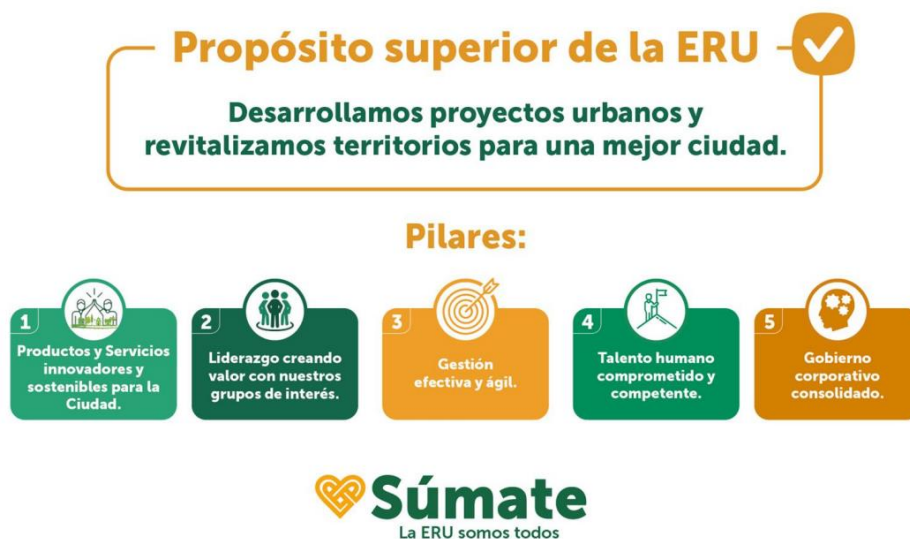 Propósito superior de la ERU
Desarrollamos proyectos urbanos y
revitalizamos territorios para una mejor ciudad.
Pilares:
1
Productos y Servicios
innovadores y
sostenibles para la
Ciudad.
2
Liderazgo creando
valor con nuestros
grupos de interés.
3
Gestión
efectiva y ágil.
4
Talento humano
comprometido y
competente.
5
Gobierno
corporativo
consolidado.
Súmate
La ERU somos todos